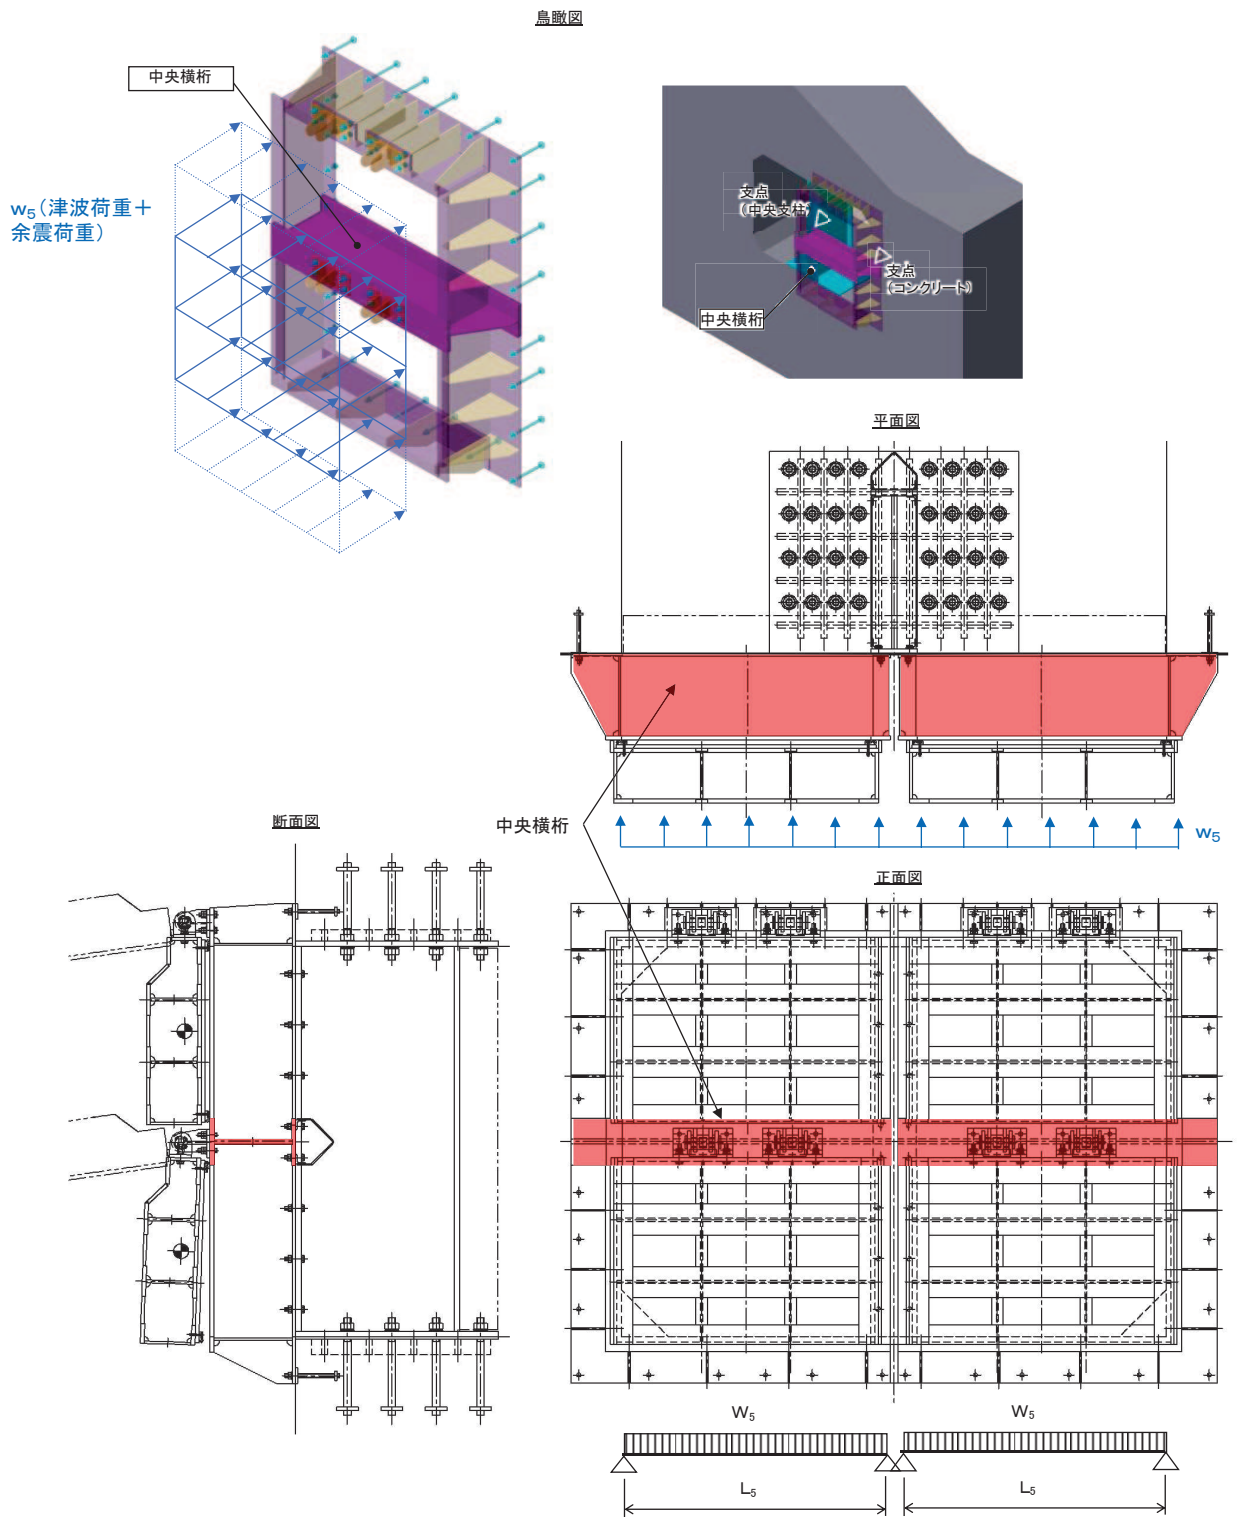 鳥瞰図
中央横桁
w₅(津波荷重＋
余震荷重)
支点
(中央支柱)
支点
(コンクリート)
中央横桁
平面図
w₅
断面図
中央横桁
正面図
W₅
W₅
L₅
L₅